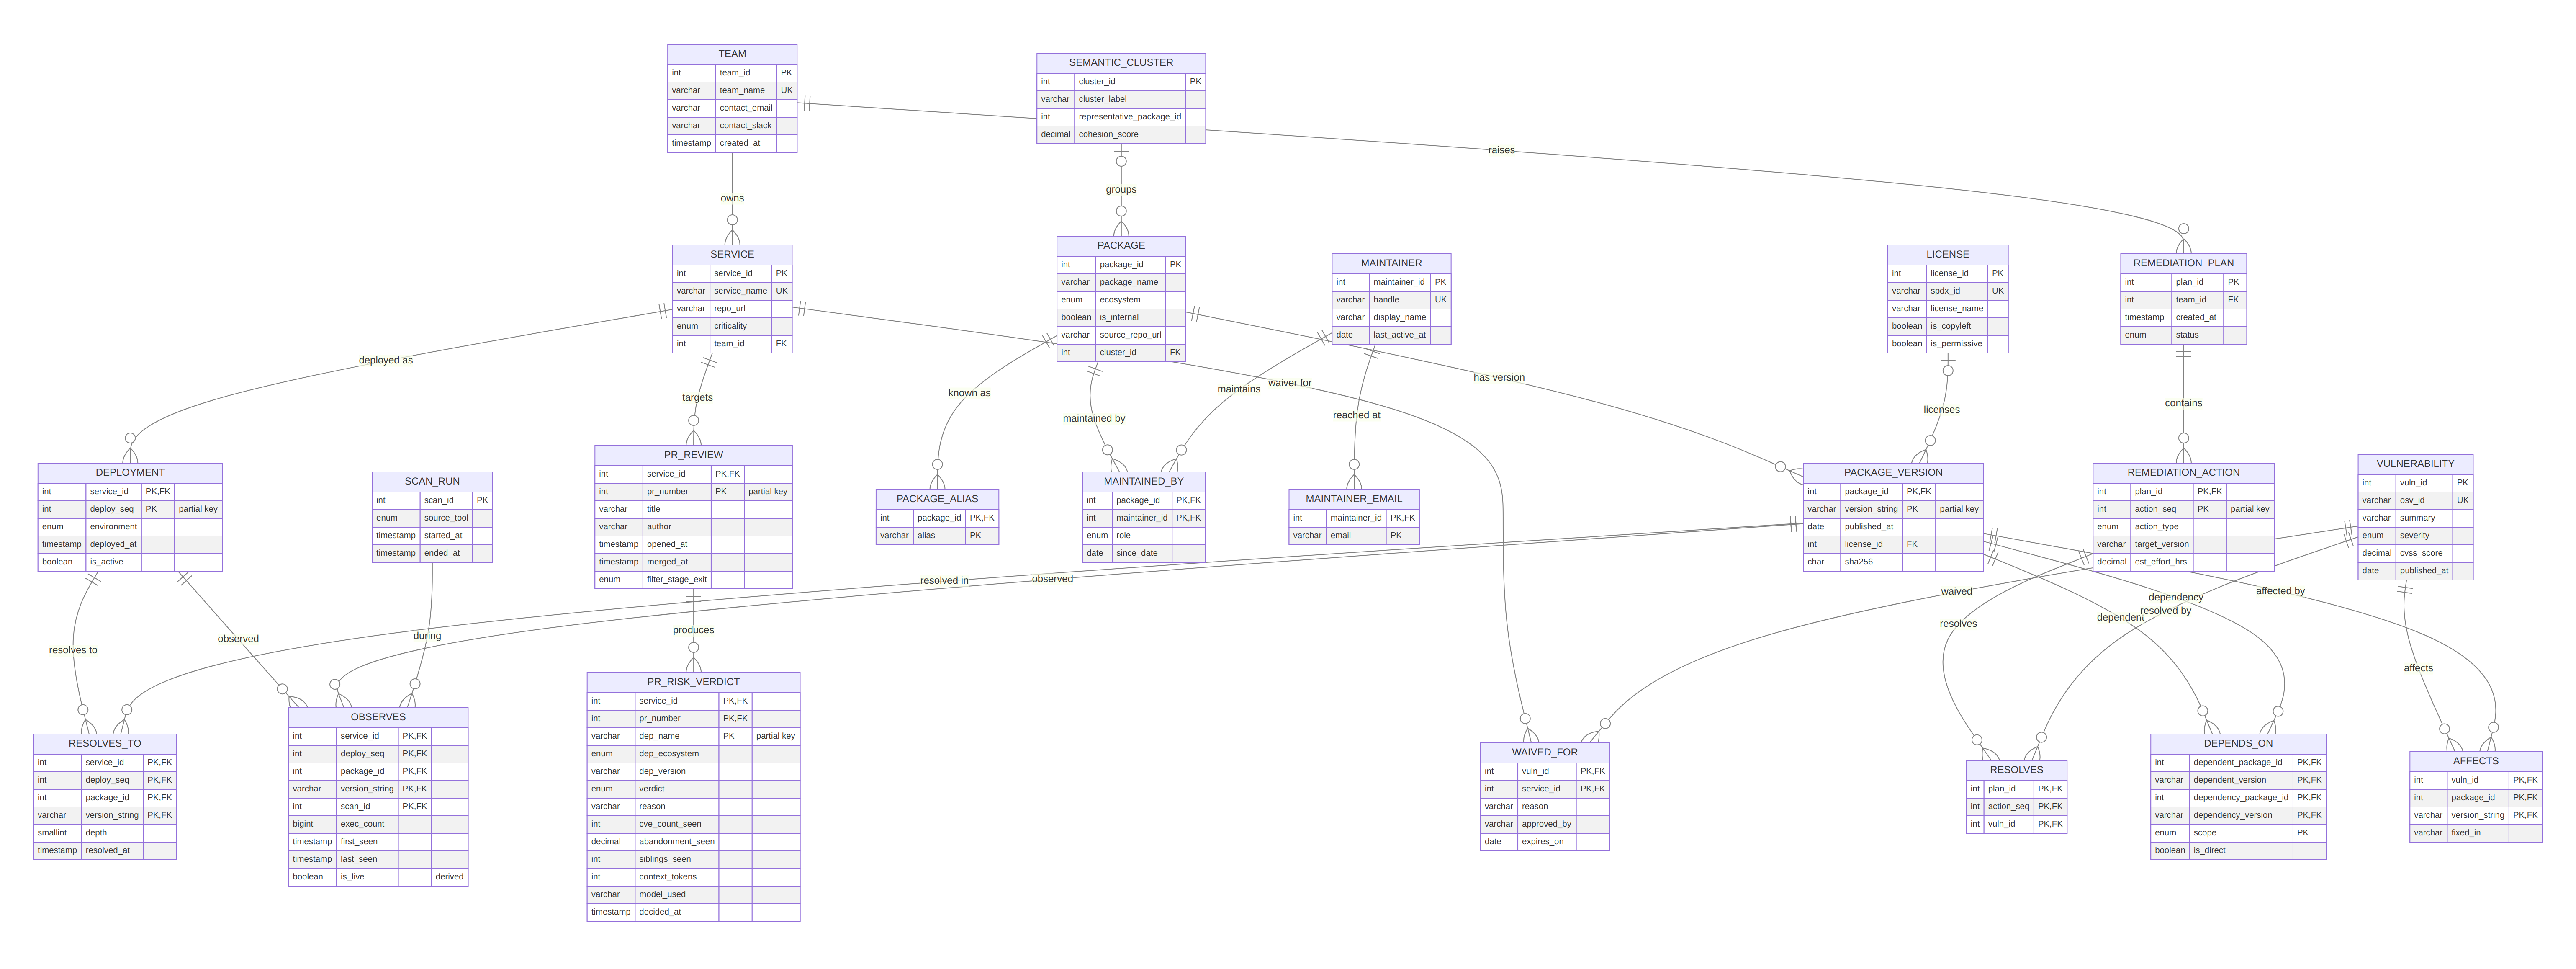 TEAM
int team_id PK
varchar team_name UK
varchar contact_email
varchar contact_slack
timestamp created_at
SEMANTIC_CLUSTER
int cluster_id PK
varchar cluster_label
int representative_package_id
decimal cohesion_score
raises
groups
owns
SERVICE
int service_id PK
varchar service_name UK
varchar repo_url
enum criticality
int team_id FK
PACKAGE
int package_id PK
varchar package_name
enum ecosystem
boolean is_internal
varchar source_repo_url
int cluster_id FK
MAINTAINER
int maintainer_id PK
varchar handle UK
varchar display_name
date last_active_at
LICENSE
int license_id PK
varchar spdx_id UK
varchar license_name
boolean is_copyleft
boolean is_permissive
REMEDIATION_PLAN
int plan_id PK
int team_id FK
timestamp created_at
enum status
deployed as
targets
known as
maintained by
maintains
waiver for
reached at
has version
licenses
contains
DEPLOYMENT
int service_id PK,FK
int deploy_seq PK partial key
enum environment
timestamp deployed_at
boolean is_active
SCAN_RUN
int scan_id PK
enum source_tool
timestamp started_at
timestamp ended_at
PR_REVIEW
int service_id PK,FK
int pr_number PK partial key
varchar title
varchar author
timestamp opened_at
timestamp merged_at
enum filter_stage_exit
PACKAGE_ALIAS
int package_id PK,FK
varchar alias PK
MAINTAINED_BY
int package_id PK,FK
int maintainer_id PK,FK
enum role
date since_date
MAINTAINER_EMAIL
int maintainer_id PK,FK
varchar email PK
PACKAGE_VERSION
int package_id PK,FK
varchar version_string PK partial key
date published_at
int license_id FK
char sha256
REMEDIATION_ACTION
int plan_id PK,FK
int action_seq PK partial key
enum action_type
varchar target_version
decimal est_effort_hrs
VULNERABILITY
int vuln_id PK
varchar osv_id UK
varchar summary
enum severity
decimal cvss_score
date published_at
resolved in
observed
waived
dependency
affected by
resolved by
dependent
resolves
produces
during
observed
resolves to
affects
RESOLVES_TO
int service_id PK,FK
int deploy_seq PK,FK
int package_id PK,FK
varchar version_string PK,FK
smallint depth
timestamp resolved_at
OBSERVES
int service_id PK,FK
int deploy_seq PK,FK
int package_id PK,FK
varchar version_string PK,FK
int scan_id PK,FK
bigint exec_count
timestamp first_seen
timestamp last_seen
boolean is_live derived
PR_RISK_VERDICT
int service_id PK,FK
int pr_number PK,FK
varchar dep_name PK partial key
enum dep_ecosystem
varchar dep_version
enum verdict
varchar reason
int cve_count_seen
decimal abandonment_seen
int siblings_seen
int context_tokens
varchar model_used
timestamp decided_at
WAIVED_FOR
int vuln_id PK,FK
int service_id PK,FK
varchar reason
varchar approved_by
date expires_on
RESOLVES
int plan_id PK,FK
int action_seq PK,FK
int vuln_id PK,FK
DEPENDS_ON
int dependent_package_id PK,FK
varchar dependent_version PK,FK
int dependency_package_id PK,FK
varchar dependency_version PK,FK
enum scope PK
boolean is_direct
AFFECTS
int vuln_id PK,FK
int package_id PK,FK
varchar version_string PK,FK
varchar fixed_in